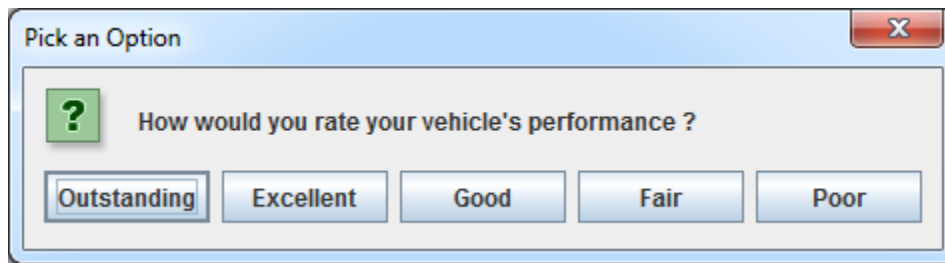 Pick an Option
How would you rate your vehicle's performance ?
Outstanding Excellent Good Fair Poor